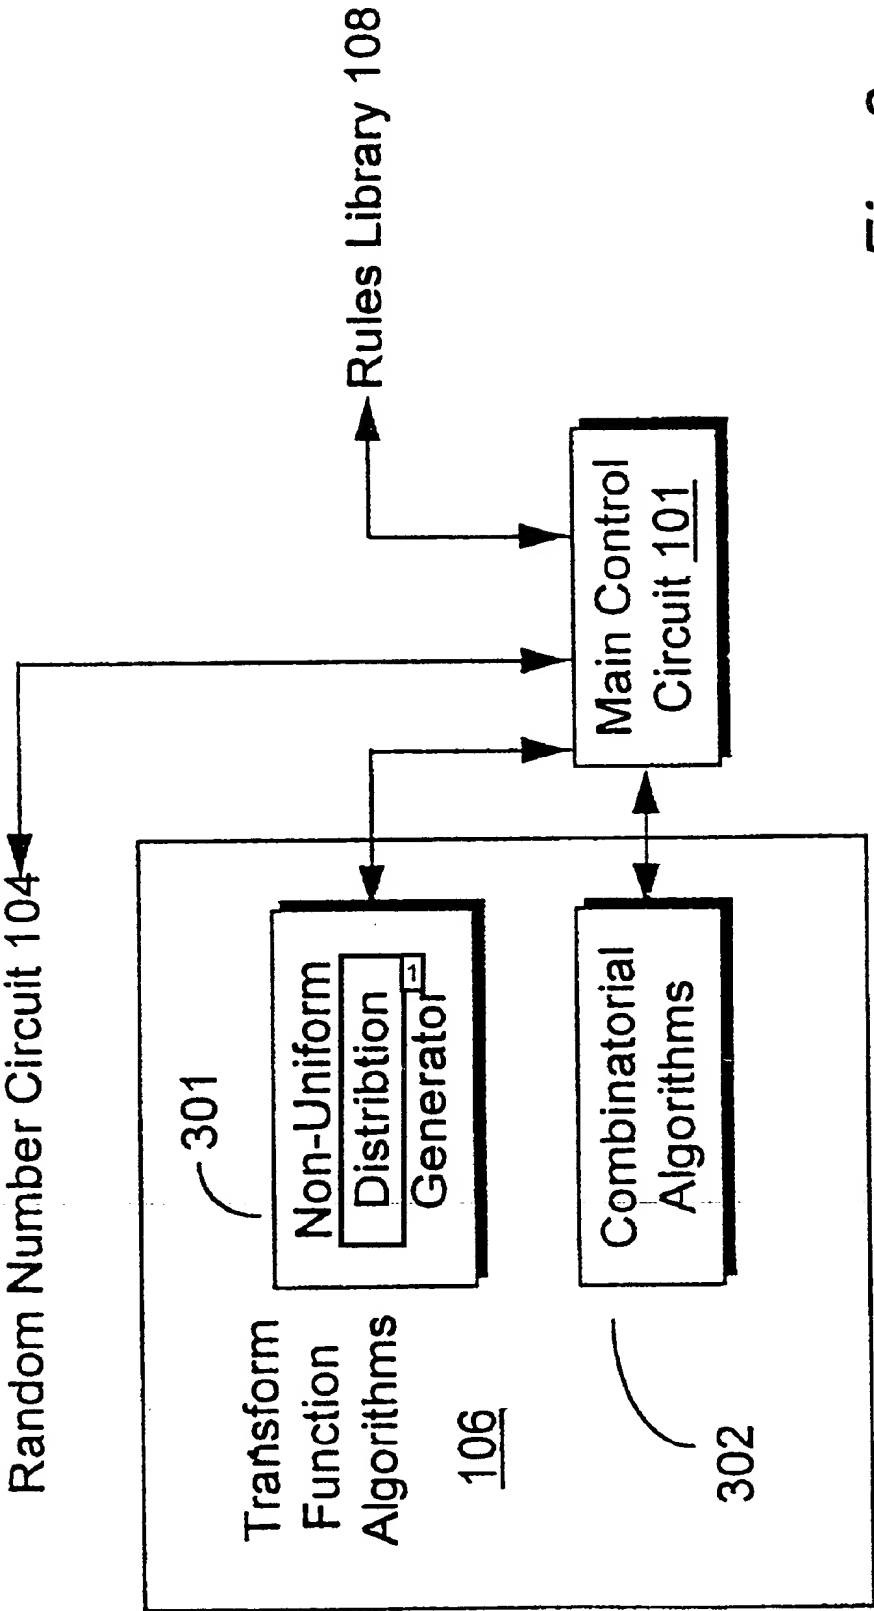 Random Number Circuit 104
Rules Library 108
Transform
Function
Algorithms
106
301
Non-Uniform
Distribtion
Generator
302
Combinatorial
Algorithms
Main Control
Circuit 101